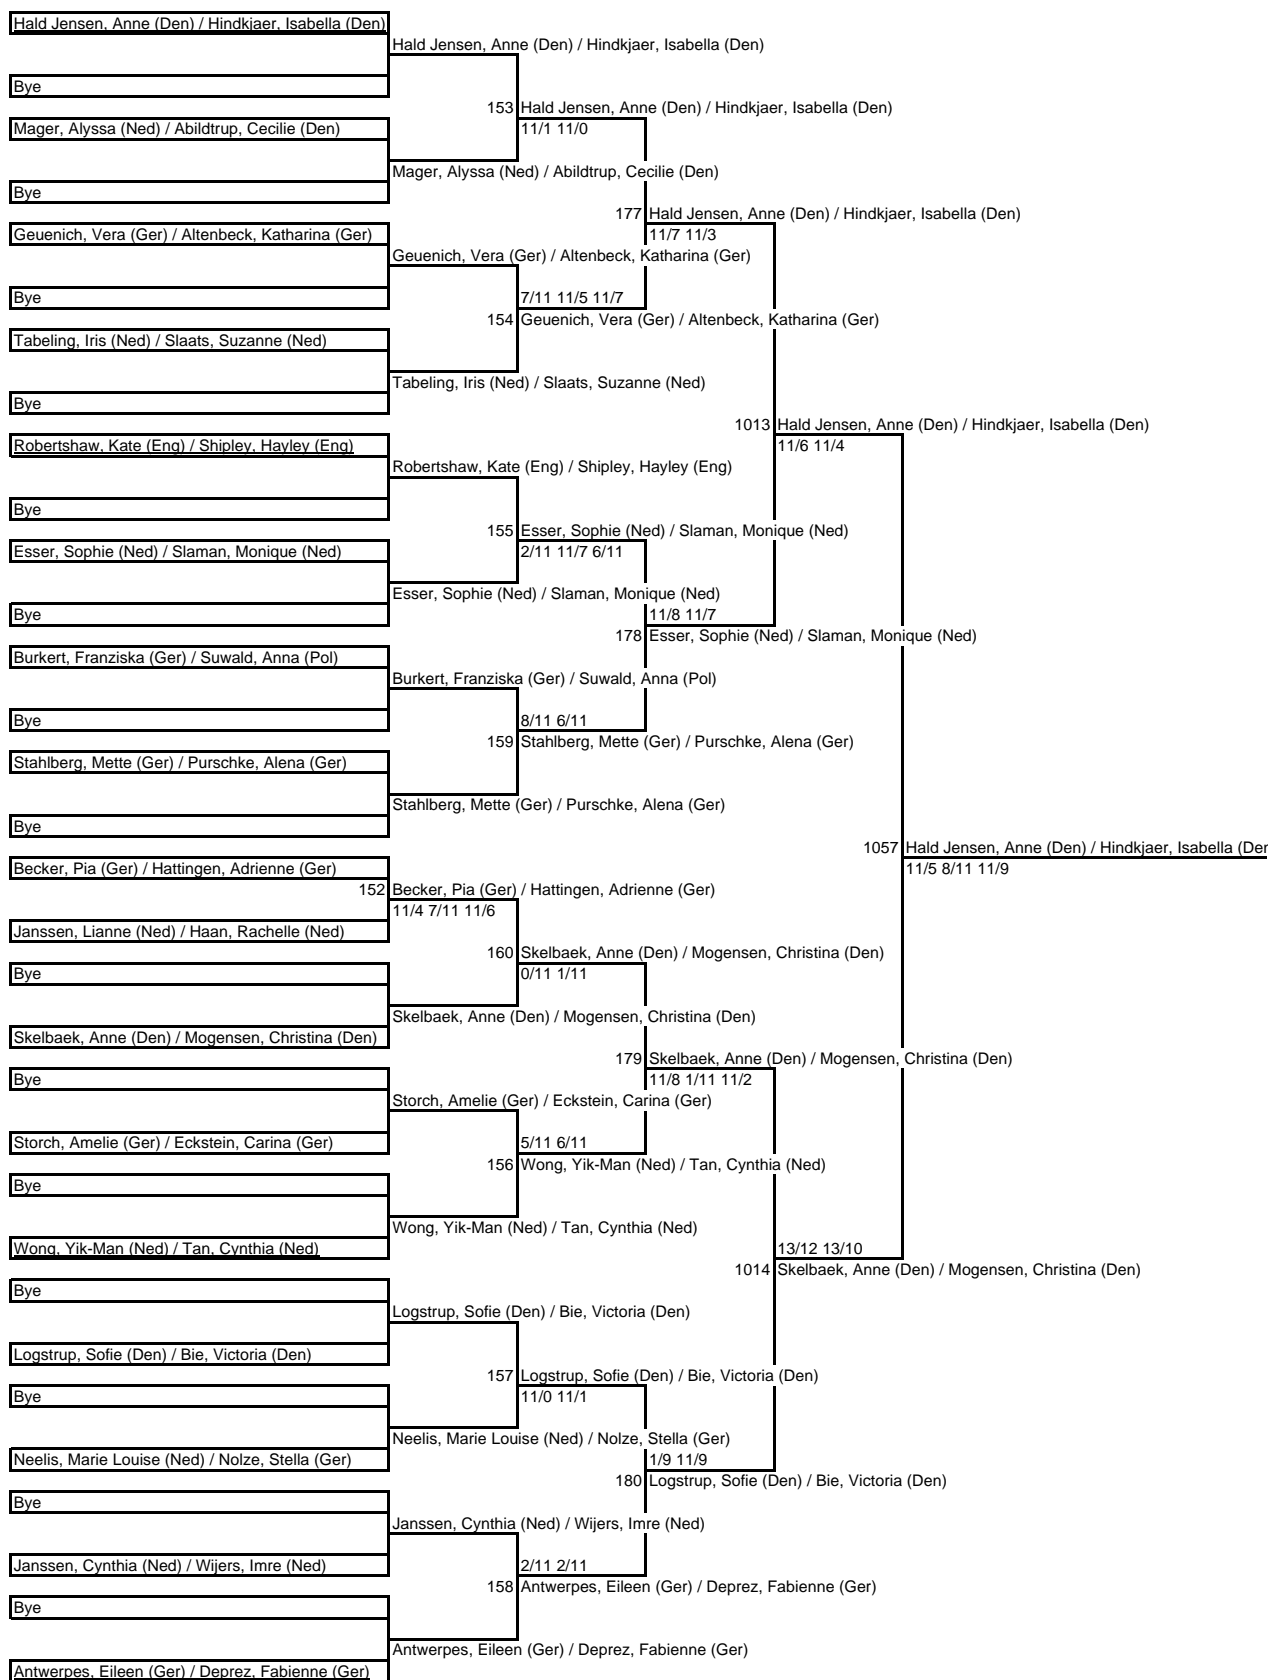 Hald Jensen, Anne (Den) / Hindkjaer, Isabella (Den)
Hald Jensen, Anne (Den) / Hindkjaer, Isabella (Den)
Bye
153 Hald Jensen, Anne (Den) / Hindkjaer, Isabella (Den)
Mager, Alyssa (Ned) / Abildtrup, Cecilie (Den)
11/1 11/0
Mager, Alyssa (Ned) / Abildtrup, Cecilie (Den)
Bye
177 Hald Jensen, Anne (Den) / Hindkjaer, Isabella (Den)
Geuenich, Vera (Ger) / Altenbeck, Katharina (Ger)
11/7 11/3
Geuenich, Vera (Ger) / Altenbeck, Katharina (Ger)
Bye
7/11 11/5 11/7
154 Geuenich, Vera (Ger) / Altenbeck, Katharina (Ger)
Tabeling, Iris (Ned) / Slaats, Suzanne (Ned)
Tabeling, Iris (Ned) / Slaats, Suzanne (Ned)
Bye
1013 Hald Jensen, Anne (Den) / Hindkjaer, Isabella (Den)
Robertshaw, Kate (Eng) / Shipley, Hayley (Eng)
11/6 11/4
Robertshaw, Kate (Eng) / Shipley, Hayley (Eng)
Bye
155 Esser, Sophie (Ned) / Slaman, Monique (Ned)
Esser, Sophie (Ned) / Slaman, Monique (Ned)
2/11 11/7 6/11
Esser, Sophie (Ned) / Slaman, Monique (Ned)
Bye
11/8 11/7
178 Esser, Sophie (Ned) / Slaman, Monique (Ned)
Burkert, Franziska (Ger) / Suwald, Anna (Pol)
Burkert, Franziska (Ger) / Suwald, Anna (Pol)
Bye
8/11 6/11
159 Stahlberg, Mette (Ger) / Purschke, Alena (Ger)
Stahlberg, Mette (Ger) / Purschke, Alena (Ger)
Stahlberg, Mette (Ger) / Purschke, Alena (Ger)
Bye
1057 Hald Jensen, Anne (Den) / Hindkjaer, Isabella (Den
Becker, Pia (Ger) / Hattingen, Adrienne (Ger)
11/5 8/11 11/9
152 Becker, Pia (Ger) / Hattingen, Adrienne (Ger)
11/4 7/11 11/6
Janssen, Lianne (Ned) / Haan, Rachelle (Ned)
160 Skelbaek, Anne (Den) / Mogensen, Christina (Den)
Bye
0/11 1/11
Skelbaek, Anne (Den) / Mogensen, Christina (Den)
Skelbaek, Anne (Den) / Mogensen, Christina (Den)
179 Skelbaek, Anne (Den) / Mogensen, Christina (Den)
Bye
11/8 1/11 11/2
Storch, Amelie (Ger) / Eckstein, Carina (Ger)
Storch, Amelie (Ger) / Eckstein, Carina (Ger)
5/11 6/11
156 Wong, Yik-Man (Ned) / Tan, Cynthia (Ned)
Bye
Wong, Yik-Man (Ned) / Tan, Cynthia (Ned)
Wong, Yik-Man (Ned) / Tan, Cynthia (Ned)
13/12 13/10
1014 Skelbaek, Anne (Den) / Mogensen, Christina (Den)
Bye
Logstrup, Sofie (Den) / Bie, Victoria (Den)
Logstrup, Sofie (Den) / Bie, Victoria (Den)
157 Logstrup, Sofie (Den) / Bie, Victoria (Den)
Bye
11/0 11/1
Neelis, Marie Louise (Ned) / Nolze, Stella (Ger)
Neelis, Marie Louise (Ned) / Nolze, Stella (Ger)
1/9 11/9
180 Logstrup, Sofie (Den) / Bie, Victoria (Den)
Bye
Janssen, Cynthia (Ned) / Wijers, Imre (Ned)
Janssen, Cynthia (Ned) / Wijers, Imre (Ned)
2/11 2/11
158 Antwerpes, Eileen (Ger) / Deprez, Fabienne (Ger)
Bye
Antwerpes, Eileen (Ger) / Deprez, Fabienne (Ger)
Antwerpes, Eileen (Ger) / Deprez, Fabienne (Ger)